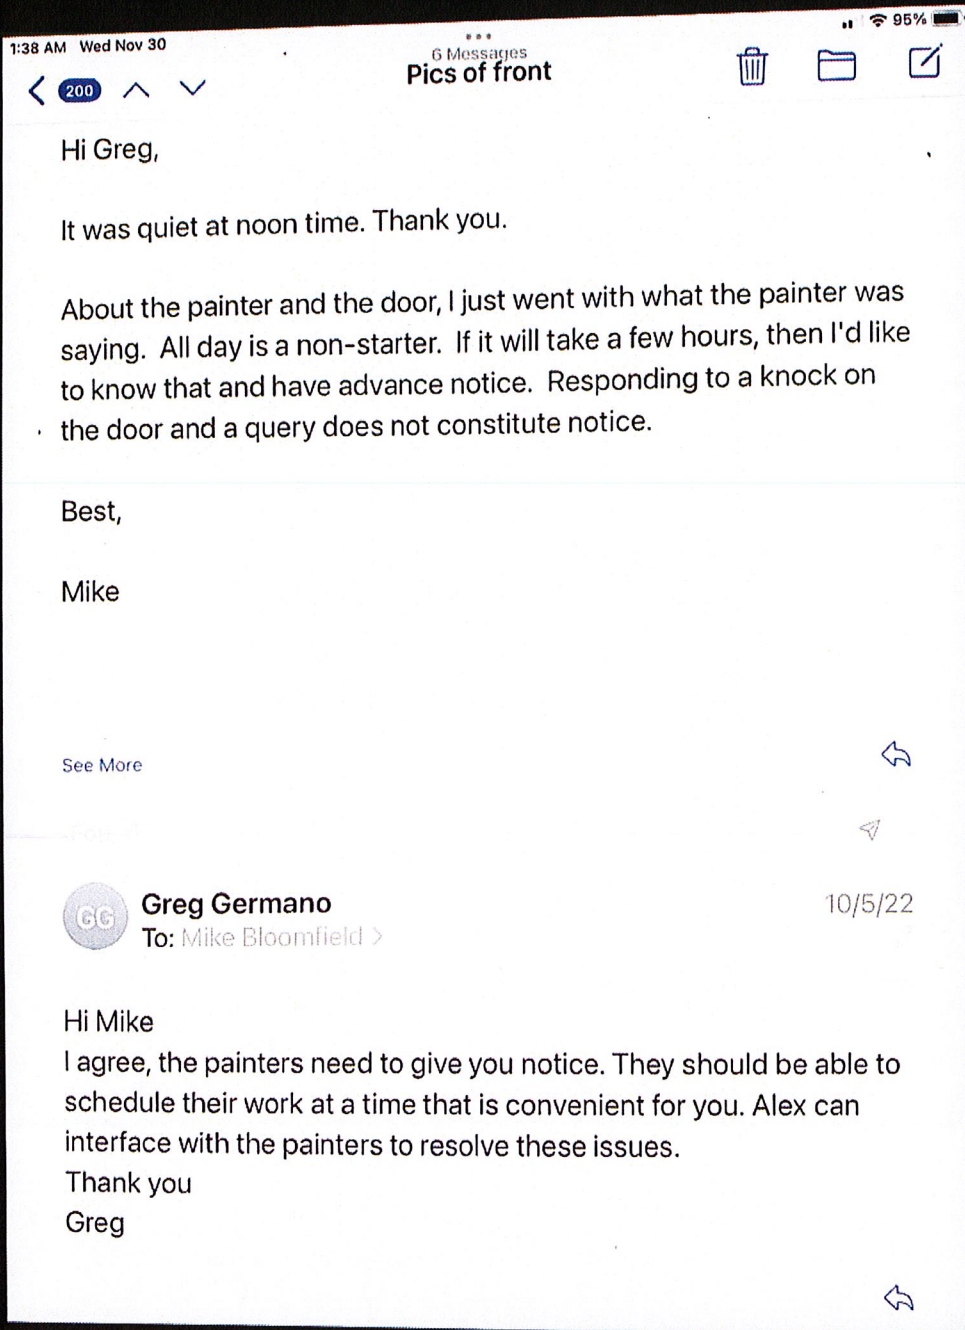 95%
1:38 AM Wed Nov 30
6 Messages
200
Pics of front
Hi Greg,
It was quiet at noon time. Thank you.
About the painter and the door, I just went with what the painter was
saying. All day is a non-starter. If it will take a few hours, then I'd like
to know that and have advance notice. Responding to a knock on
the door and a query does not constitute notice.
Best,
Mike
See More
GG
Greg Germano
10/5/22
To: Mike Bloomfield >
Hi Mike
I agree, the painters need to give you notice. They should be able to
schedule their work at a time that is convenient for you. Alex can
interface with the painters to resolve these issues.
Thank you
Greg